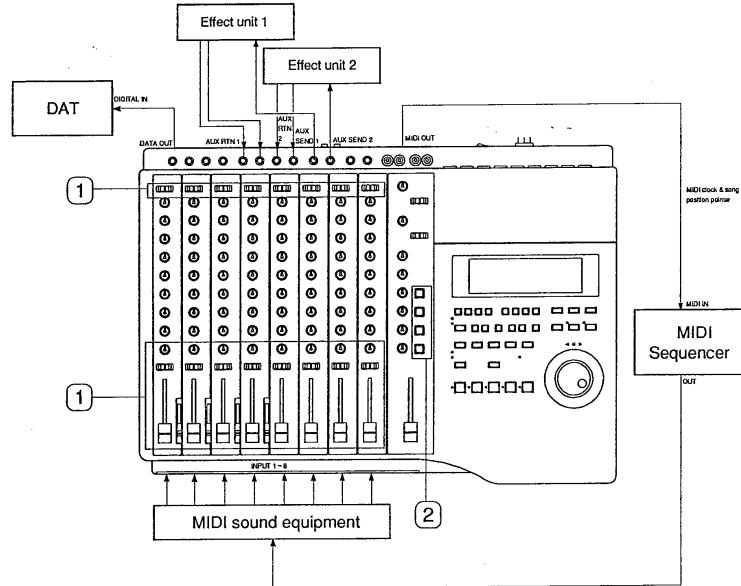 Effect unit 1
Effect unit 2
DAT
DIGITAL IN
DATA OUT
AUX RTN 1
AUX
RTN
2
AUX
SEND 1
AUX SEND 2
MIDI OUT
1
MIDI clock & song
position pointer
MIDI IN
MIDI
Sequencer
OUT
1
INPUT 1 ~ 8
2
MIDI sound equipment